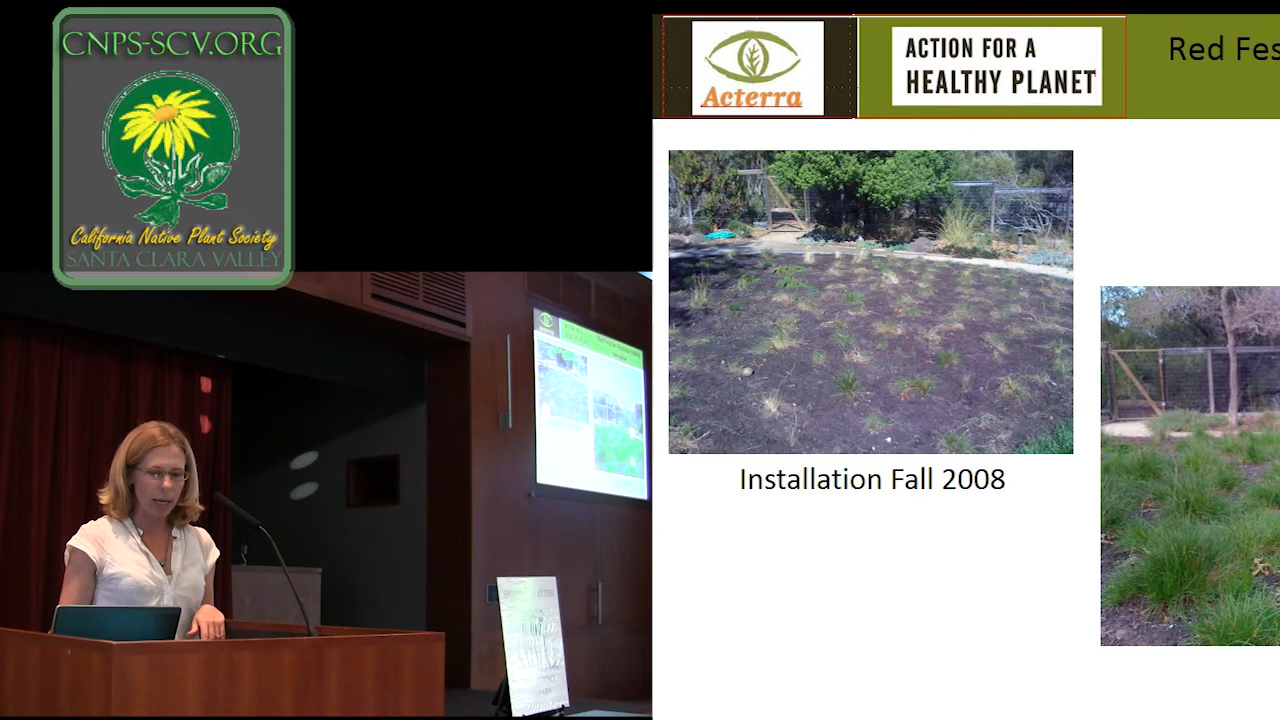 CNPS-SCV.ORG
California Native Plant Society
SANTA CLARA VALLEY
Acterra
ACTION FOR A
HEALTHY PLANET
Red Fes
Installation Fall 2008